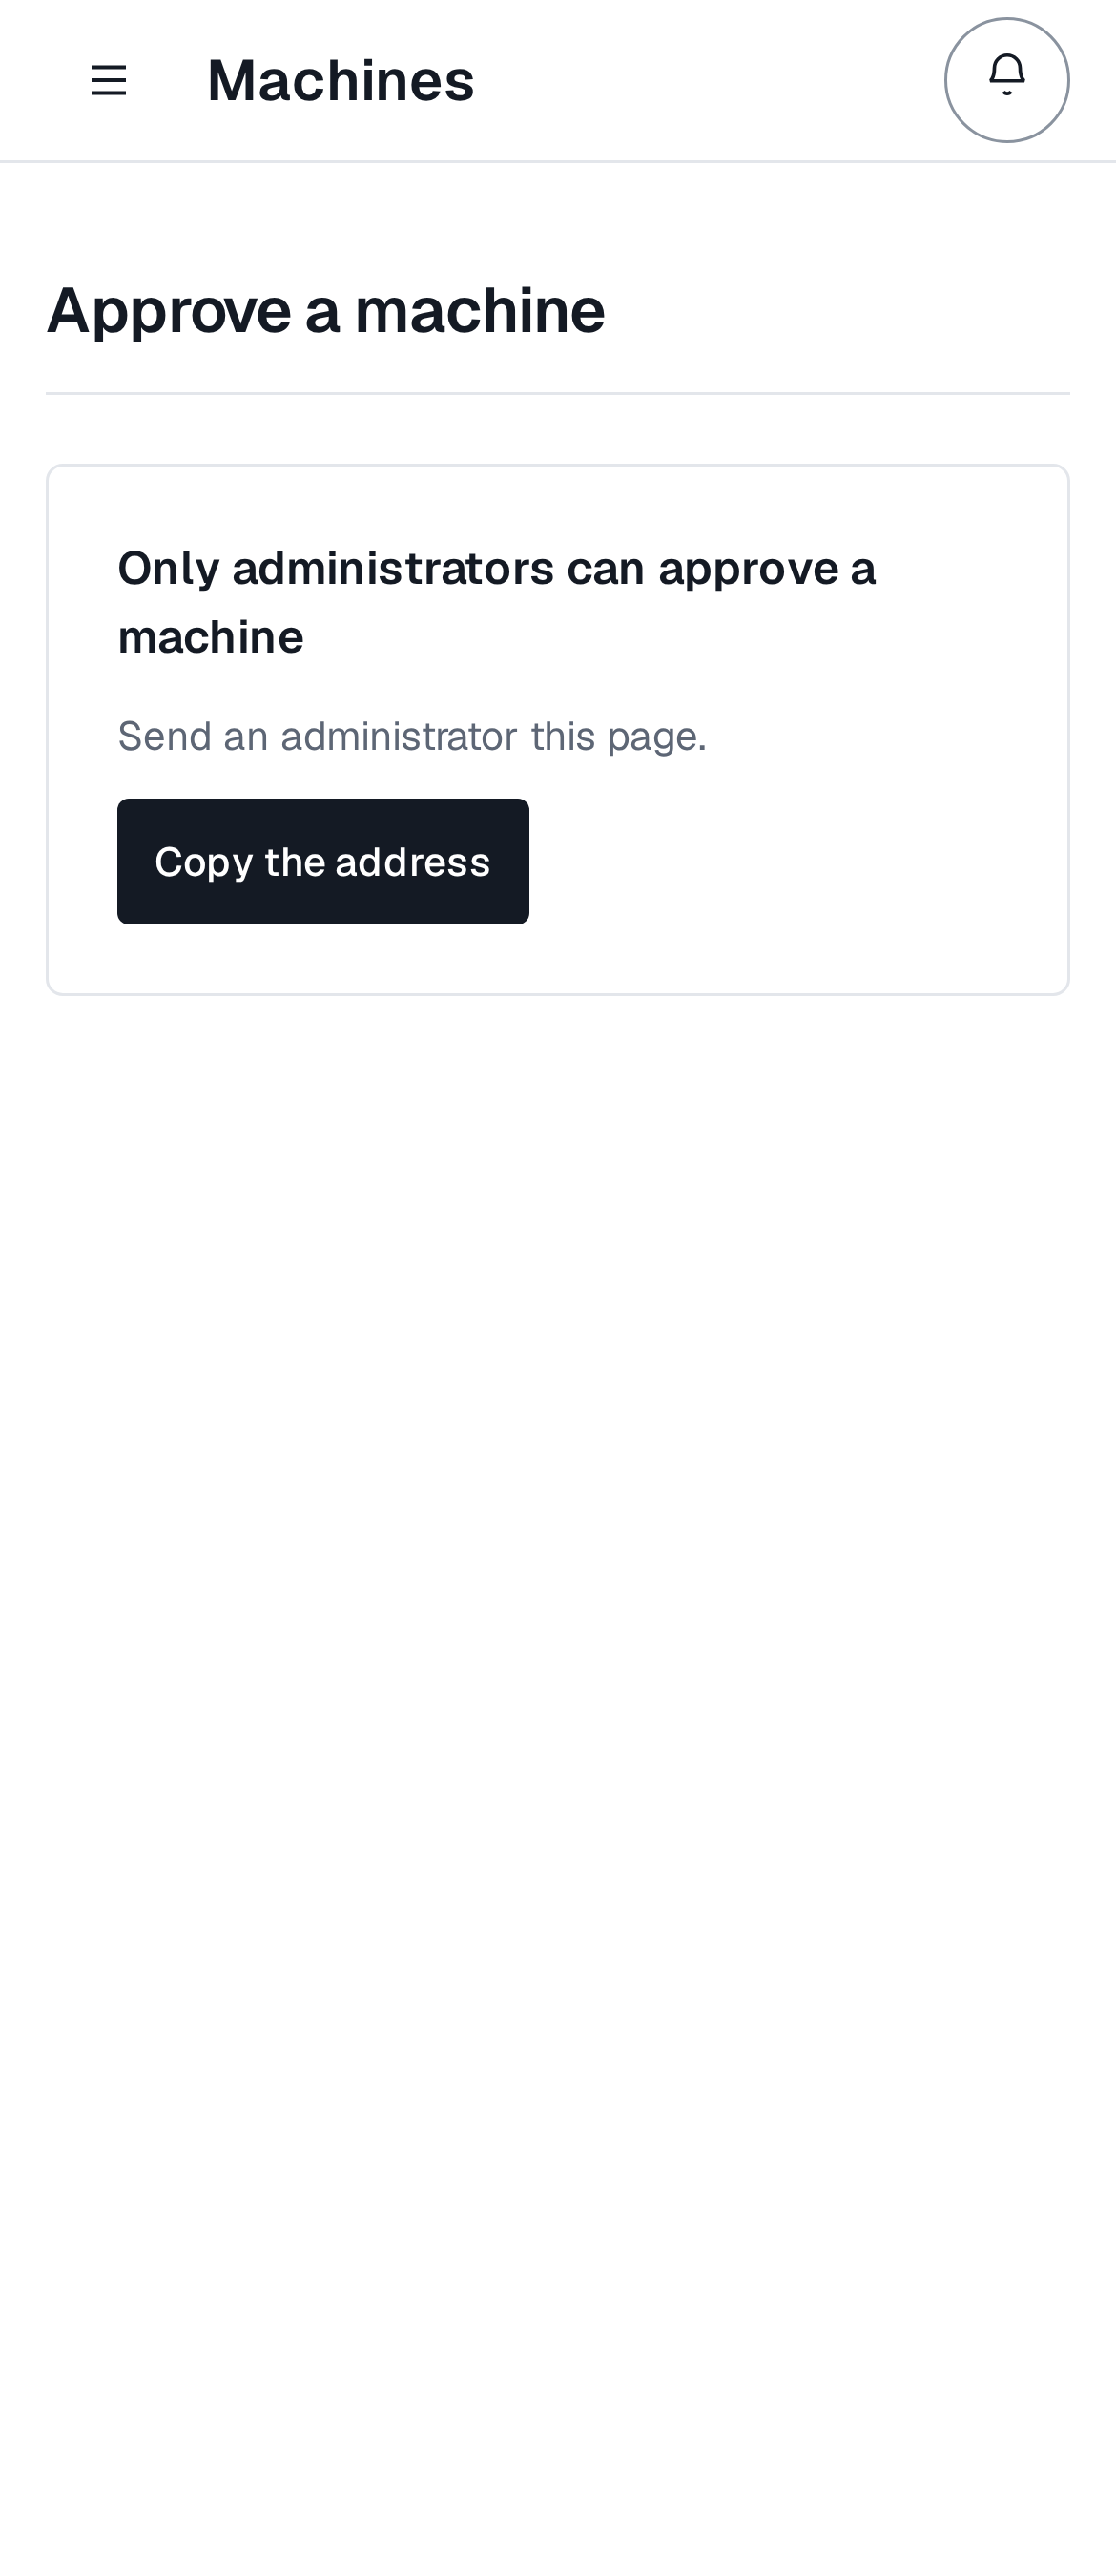 Machines
Approve a machine
Only administrators can approve a
machine
Send an administrator this page.
Copy the address